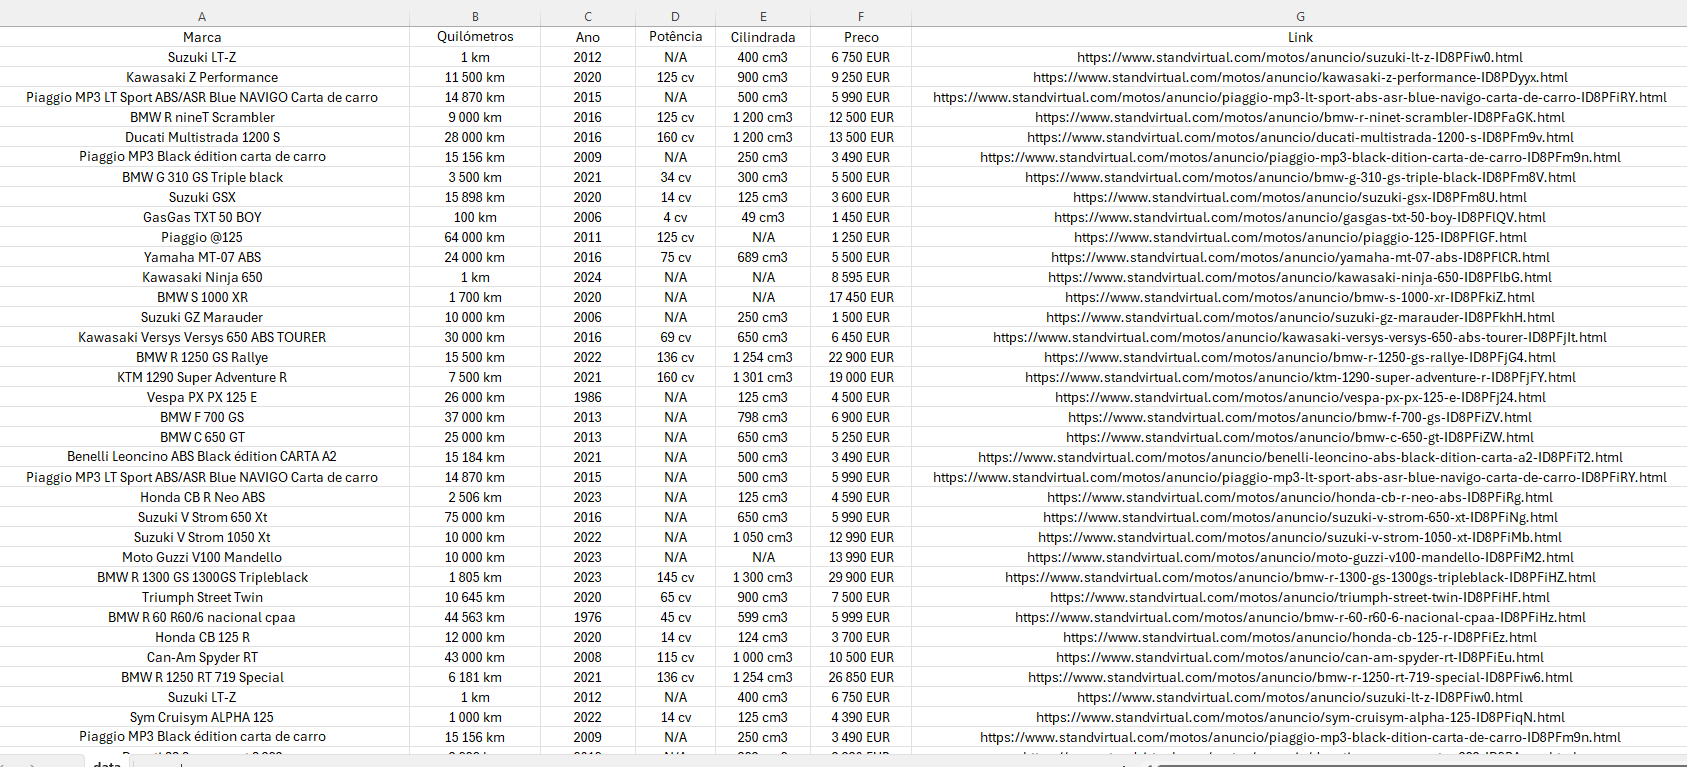 A B C D E F G
Marca Quilómetros Ano Potência Cilindrada Preco Link
Suzuki LT-Z 1 km 2012 N/A 400 cm3 6 750 EUR https://www.standvirtual.com/motos/anuncio/suzuki-lt-z-ID8PFiw0.html
Kawasaki Z Performance 11 500 km 2020 125 cv 900 cm3 9 250 EUR https://www.standvirtual.com/motos/anuncio/kawasaki-z-performance-ID8PDyyx.html
Piaggio MP3 LT Sport ABS/ASR Blue NAVIGO Carta de carro 14 870 km 2015 N/A 500 cm3 5 990 EUR https://www.standvirtual.com/motos/anuncio/piaggio-mp3-lt-sport-abs-asr-blue-navigo-carta-de-carro-ID8PFiRY.html
BMW R nineT Scrambler 9 000 km 2016 125 cv 1 200 cm3 12 500 EUR https://www.standvirtual.com/motos/anuncio/bmw-r-ninet-scrambler-ID8PFaGK.html
Ducati Multistrada 1200 S 28 000 km 2016 160 cv 1 200 cm3 13 500 EUR https://www.standvirtual.com/motos/anuncio/ducati-multistrada-1200-s-ID8PFm9v.html
Piaggio MP3 Black édition carta de carro 15 156 km 2009 N/A 250 cm3 3 490 EUR https://www.standvirtual.com/motos/anuncio/piaggio-mp3-black-dition-carta-de-carro-ID8PFm9n.html
BMW G 310 GS Triple black 3 500 km 2021 34 cv 300 cm3 5 500 EUR https://www.standvirtual.com/motos/anuncio/bmw-g-310-gs-triple-black-ID8PFm8V.html
Suzuki GSX 15 898 km 2020 14 cv 125 cm3 3 600 EUR https://www.standvirtual.com/motos/anuncio/suzuki-gsx-ID8PFm8U.html
GasGas TXT 50 BOY 100 km 2006 4 cv 49 cm3 1 450 EUR https://www.standvirtual.com/motos/anuncio/gasgas-txt-50-boy-ID8PFlQV.html
Piaggio @125 64 000 km 2011 125 cv N/A 1 250 EUR https://www.standvirtual.com/motos/anuncio/piaggio-125-ID8PFlGF.html
Yamaha MT-07 ABS 24 000 km 2016 75 cv 689 cm3 5 500 EUR https://www.standvirtual.com/motos/anuncio/yamaha-mt-07-abs-ID8PFlCR.html
Kawasaki Ninja 650 1 km 2024 N/A N/A 8 595 EUR https://www.standvirtual.com/motos/anuncio/kawasaki-ninja-650-ID8PFlbG.html
BMW S 1000 XR 1 700 km 2020 N/A N/A 17 450 EUR https://www.standvirtual.com/motos/anuncio/bmw-s-1000-xr-ID8PFkiZ.html
Suzuki GZ Marauder 10 000 km 2006 N/A 250 cm3 1 500 EUR https://www.standvirtual.com/motos/anuncio/suzuki-gz-marauder-ID8PFkhH.html
Kawasaki Versys Versys 650 ABS TOURER 30 000 km 2016 69 cv 650 cm3 6 450 EUR https://www.standvirtual.com/motos/anuncio/kawasaki-versys-versys-650-abs-tourer-ID8PFjIt.html
BMW R 1250 GS Rallye 15 500 km 2022 136 cv 1 254 cm3 22 900 EUR https://www.standvirtual.com/motos/anuncio/bmw-r-1250-gs-rallye-ID8PFjG4.html
KTM 1290 Super Adventure R 7 500 km 2021 160 cv 1 301 cm3 19 000 EUR https://www.standvirtual.com/motos/anuncio/ktm-1290-super-adventure-r-ID8PFjFY.html
Vespa PX PX 125 E 26 000 km 1986 N/A 125 cm3 4 500 EUR https://www.standvirtual.com/motos/anuncio/vespa-px-px-125-e-ID8PFj24.html
BMW F 700 GS 37 000 km 2013 N/A 798 cm3 6 900 EUR https://www.standvirtual.com/motos/anuncio/bmw-f-700-gs-ID8PFiZV.html
BMW C 650 GT 25 000 km 2013 N/A 650 cm3 5 250 EUR https://www.standvirtual.com/motos/anuncio/bmw-c-650-gt-ID8PFiZW.html
Benelli Leoncino ABS Black édition CARTA A2 15 184 km 2021 N/A 500 cm3 3 490 EUR https://www.standvirtual.com/motos/anuncio/benelli-leoncino-abs-black-dition-carta-a2-ID8PFiT2.html
Piaggio MP3 LT Sport ABS/ASR Blue NAVIGO Carta de carro 14 870 km 2015 N/A 500 cm3 5 990 EUR https://www.standvirtual.com/motos/anuncio/piaggio-mp3-lt-sport-abs-asr-blue-navigo-carta-de-carro-ID8PFiRY.html
Honda CB R Neo ABS 2 506 km 2023 N/A 125 cm3 4 590 EUR https://www.standvirtual.com/motos/anuncio/honda-cb-r-neo-abs-ID8PFiRg.html
Suzuki V Strom 650 Xt 75 000 km 2016 N/A 650 cm3 5 990 EUR https://www.standvirtual.com/motos/anuncio/suzuki-v-strom-650-xt-ID8PFiNg.html
Suzuki V Strom 1050 Xt 10 000 km 2022 N/A 1 050 cm3 12 990 EUR https://www.standvirtual.com/motos/anuncio/suzuki-v-strom-1050-xt-ID8PFiMb.html
Moto Guzzi V100 Mandello 10 000 km 2023 N/A N/A 13 990 EUR https://www.standvirtual.com/motos/anuncio/moto-guzzi-v100-mandello-ID8PFiM2.html
BMW R 1300 GS 1300GS Tripleblack 1 805 km 2023 145 cv 1 300 cm3 29 900 EUR https://www.standvirtual.com/motos/anuncio/bmw-r-1300-gs-1300gs-tripleblack-ID8PFiHZ.html
Triumph Street Twin 10 645 km 2020 65 cv 900 cm3 7 500 EUR https://www.standvirtual.com/motos/anuncio/triumph-street-twin-ID8PFiHF.html
BMW R 60 R60/6 nacional cpaa 44 563 km 1976 45 cv 599 cm3 5 999 EUR https://www.standvirtual.com/motos/anuncio/bmw-r-60-r60-6-nacional-cpaa-ID8PFiHz.html
Honda CB 125 R 12 000 km 2020 14 cv 124 cm3 3 700 EUR https://www.standvirtual.com/motos/anuncio/honda-cb-125-r-ID8PFiEz.html
Can-Am Spyder RT 43 000 km 2008 115 cv 1 000 cm3 10 500 EUR https://www.standvirtual.com/motos/anuncio/can-am-spyder-rt-ID8PFiEu.html
BMW R 1250 RT 719 Special 6 181 km 2021 136 cv 1 254 cm3 26 850 EUR https://www.standvirtual.com/motos/anuncio/bmw-r-1250-rt-719-special-ID8PFiw6.html
Suzuki LT-Z 1 km 2012 N/A 400 cm3 6 750 EUR https://www.standvirtual.com/motos/anuncio/suzuki-lt-z-ID8PFiw0.html
Sym Cruisym ALPHA 125 1 000 km 2022 14 cv 125 cm3 4 390 EUR https://www.standvirtual.com/motos/anuncio/sym-cruisym-alpha-125-ID8PFiqN.html
Piaggio MP3 Black édition carta de carro 15 156 km 2009 N/A 250 cm3 3 490 EUR https://www.standvirtual.com/motos/anuncio/piaggio-mp3-black-dition-carta-de-carro-ID8PFm9n.html
data